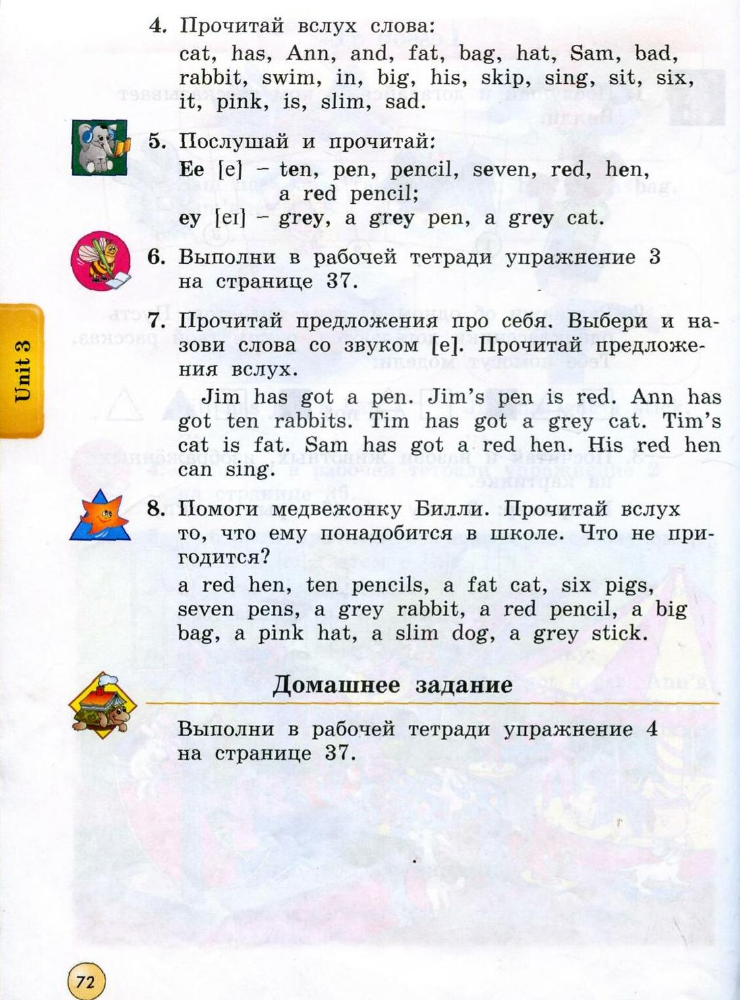 4. Прочитай вслух слова:
cat, has, Ann, and, fat, bag, hat, Sam, bad,
rabbit, swim, in, big, his, skip, sing, sit, six,
it, pink, is, slim, sad.
5. Послушай и прочитай:
Ee [e] – ten, pen, pencil, seven, red, hen,
a red pencil;
ey [eı] – grey, a grey pen, a grey cat.
6. Выполни в рабочей тетради упражнение 3
на странице 37.
7. Прочитай предложения про себя. Выбери и на-
зови слова со звуком [e]. Прочитай предложе-
ния вслух.
Jim has got a pen. Jim's pen is red. Ann has
got ten rabbits. Tim has got a grey cat. Tim's
cat is fat. Sam has got a red hen. His red hen
can sing.
Unit 3
8. Помоги медвежонку Билли. Прочитай вслух
то, что ему понадобится в школе. Что не при-
годится?
a red hen, ten pencils, a fat cat, six pigs,
seven pens, a grey rabbit, a red pencil, a big
bag, a pink hat, a slim dog, a grey stick.
Домашнее задание
Выполни в рабочей тетради упражнение 4
на странице 37.
72